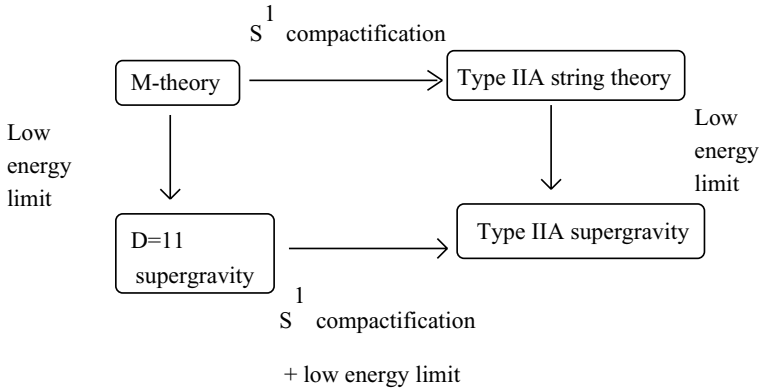 S^1 compactification
M-theory
Type IIA string theory
Low
energy
limit
Low
energy
limit
D=11
supergravity
Type IIA supergravity
S^1 compactification
+ low energy limit